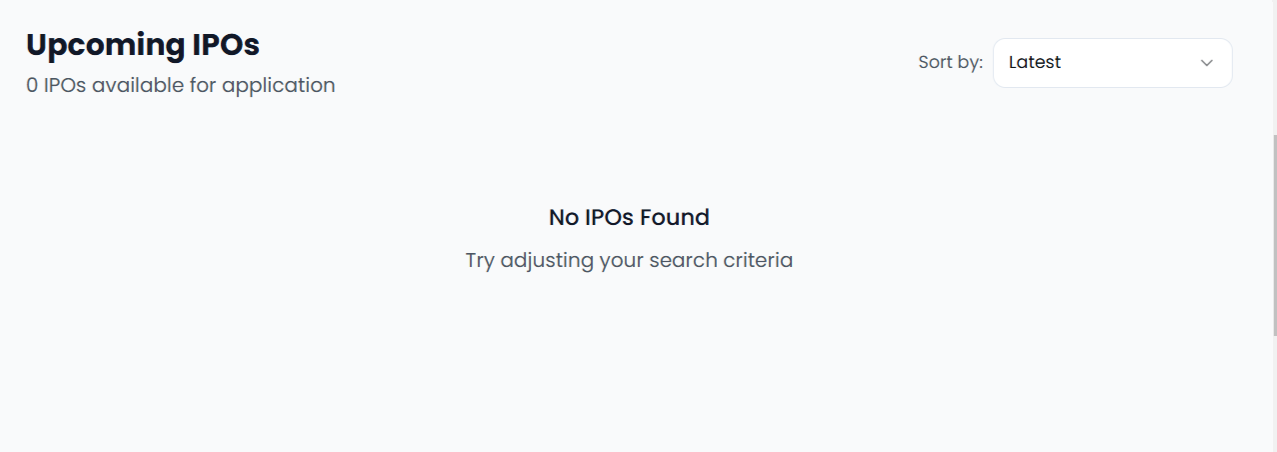 Upcoming IPOs
0 IPOs available for application
Sort by:
Latest
No IPOs Found
Try adjusting your search criteria